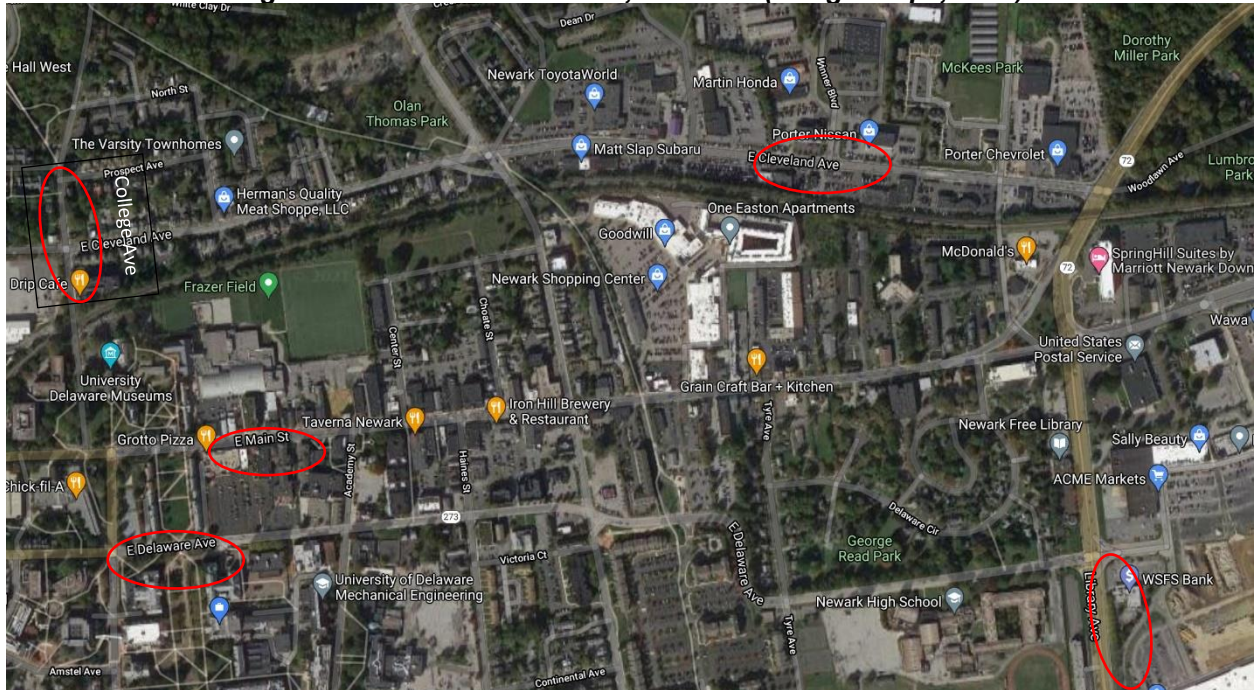 White Clay Dr
Dean Dr
Dorothy
Miller Park
Hall West
Newark ToyotaWorld
Martin Honda
Winner Blvd
McKees Park
North St
Olan
Thomas Park
The Varsity Townhomes
Matt Slap Subaru
Porter Nissan
E Cleveland Ave
Porter Chevrolet
72
Woodlawn Ave
Prospect Ave
College Ave
Herman's Quality
Meat Shoppe, LLC
One Easton Apartments
E Cleveland Ave
Goodwill
McDonald's
72
SpringHill Suites by
Marriott Newark Down
Drip Cafe
Frazer Field
Newark Shopping Center
Choate St
Center St
Wawa
United States
Postal Service
University
Delaware Museums
Grain Craft Bar + Kitchen
Iron Hill Brewery
& Restaurant
Taverna Newark
Tyre Ave
Grotto Pizza
E Main St
Academy St
Haines St
Newark Free Library
Sally Beauty
Chick-fil-A
ACME Markets
273
Delaware Cir
E Delaware Ave
Victoria Ct
E Delaware Ave
George
Read Park
University of Delaware
Mechanical Engineering
Newark High School
Library Ave
WSFS Bank
Tyre Ave
Amstel Ave
Continental Ave